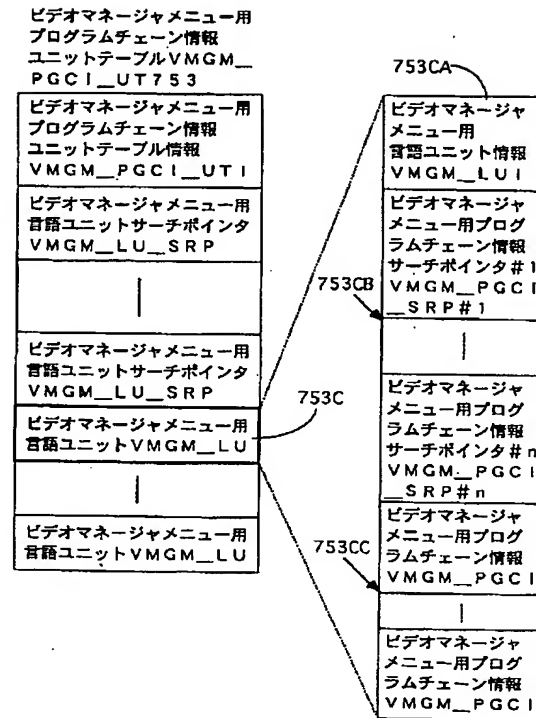 ビデオマネージャメニュー用
プログラムチェーン情報
ユニットテーブルVMGM__
PGCI__UT753
ビデオマネージャメニュー用
プログラムチェーン情報
ユニットテーブル情報
VMGM__PGCI__UTI
ビデオマネージャメニュー用
言語ユニットサーチポインタ
VMGM__LU__SRP
ビデオマネージャメニュー用
言語ユニットサーチポインタ
VMGM__LU__SRP
753C
ビデオマネージャメニュー用
言語ユニットVMGM__LU
ビデオマネージャメニュー用
言語ユニットVMGM__LU
753CA
ビデオマネージャ
メニュー用
言語ユニット情報
VMGM__LUI
ビデオマネージャ
メニュー用プログ
ラムチェーン情報
サーチポインタ#1
VMGM__PGCI
__SRP#1
753CB
ビデオマネージャ
メニュー用プログ
ラムチェーン情報
サーチポインタ#n
VMGM__PGCI
__SRP#n
ビデオマネージャ
メニュー用プログ
ラムチェーン情報
VMGM__PGCI
753CC
ビデオマネージャ
メニュー用プログ
ラムチェーン情報
VMGM__PGCI